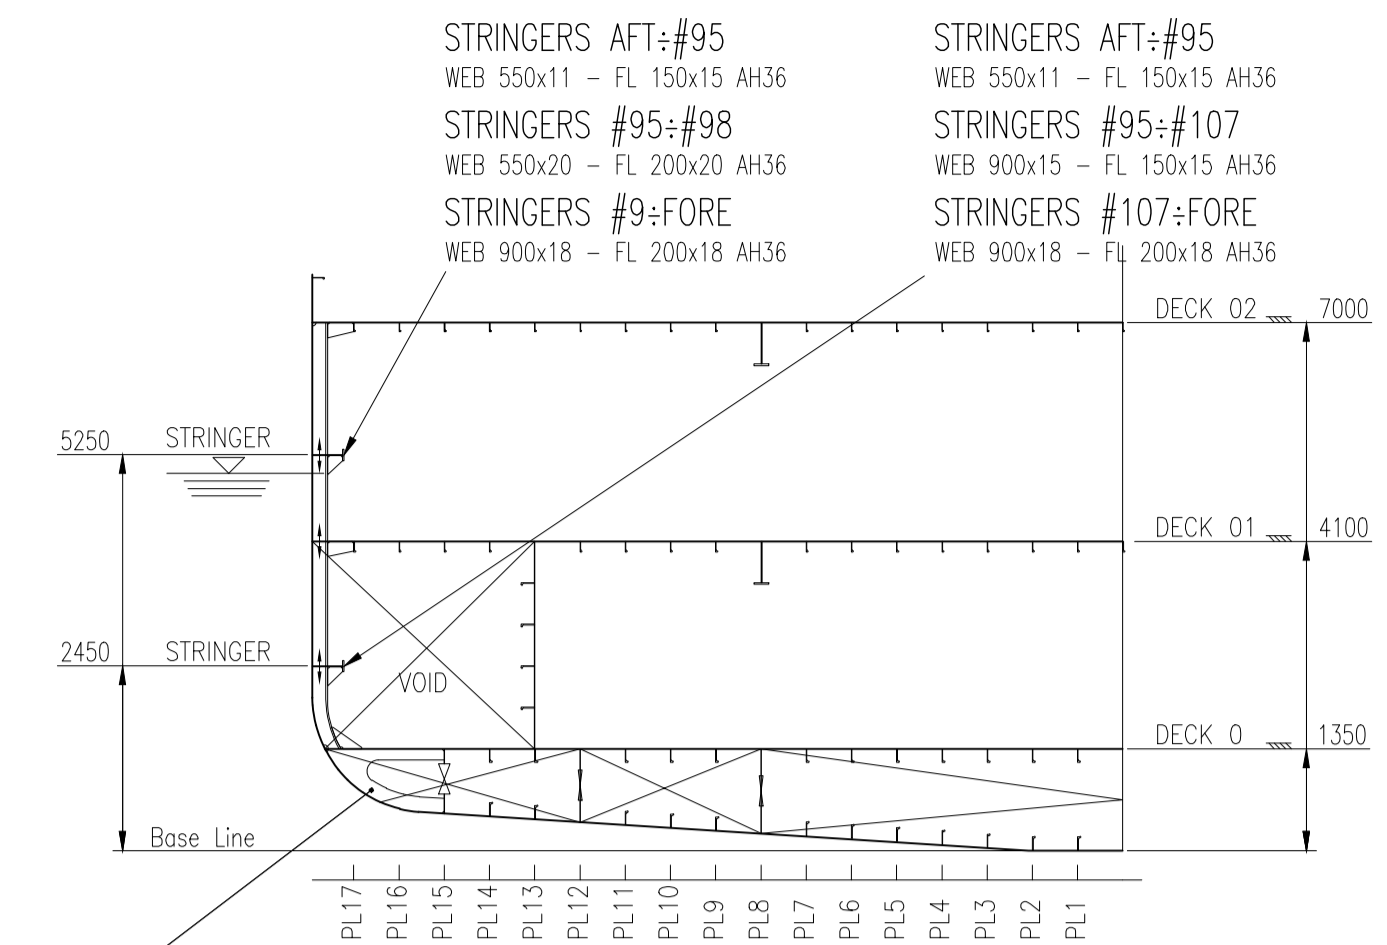 STRINGERS AFT÷#95
WEB 550x11 – FL 150x15 AH36
STRINGERS #95÷#98
WEB 550x20 – FL 200x20 AH36
STRINGERS #9÷FORE
WEB 900x18 – FL 200x18 AH36
STRINGERS AFT÷#95
WEB 550x11 – FL 150x15 AH36
STRINGERS #95÷#107
WEB 900x15 – FL 150x15 AH36
STRINGERS #107÷FORE
WEB 900x18 – FL 200x18 AH36
DECK 02 7000
5250 STRINGER
DECK 01 4100
2450 STRINGER
VOID
DECK 0 1350
Base Line
PL17
PL16
PL15
PL14
PL13
PL12
PL11
PL10
PL9
PL8
PL7
PL6
PL5
PL4
PL3
PL2
PL1